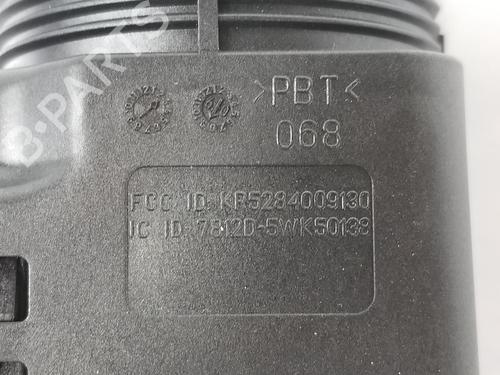 B-PARTS
>PBT<
068
FCC ID KR5284009130
IC ID 7812D-5WK50138